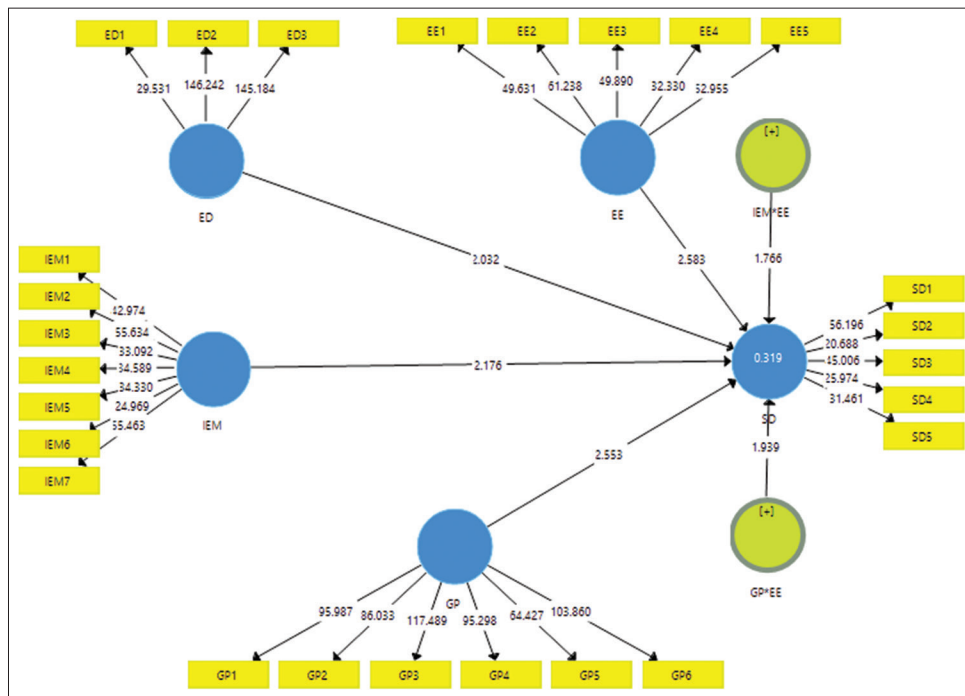 ED1
ED2
ED3
EE1
EE2
EE3
EE4
EE5
29.531
146.242
145.184
49.631
61.238
49.890
32.330
52.955
[+]
ED
EE
IEM*EE
2.032
2.583
1.766
IEM1
IEM2
IEM3
IEM4
IEM5
IEM6
IEM7
42.974
55.634
33.092
34.589
34.330
24.969
55.463
IEM
2.176
0.319
SD
SD1
SD2
SD3
SD4
SD5
56.196
20.688
45.006
25.974
31.461
2.553
1.939
[+]
GP*EE
GP
95.987
86.033
117.489
95.298
64.427
103.860
GP1
GP2
GP3
GP4
GP5
GP6